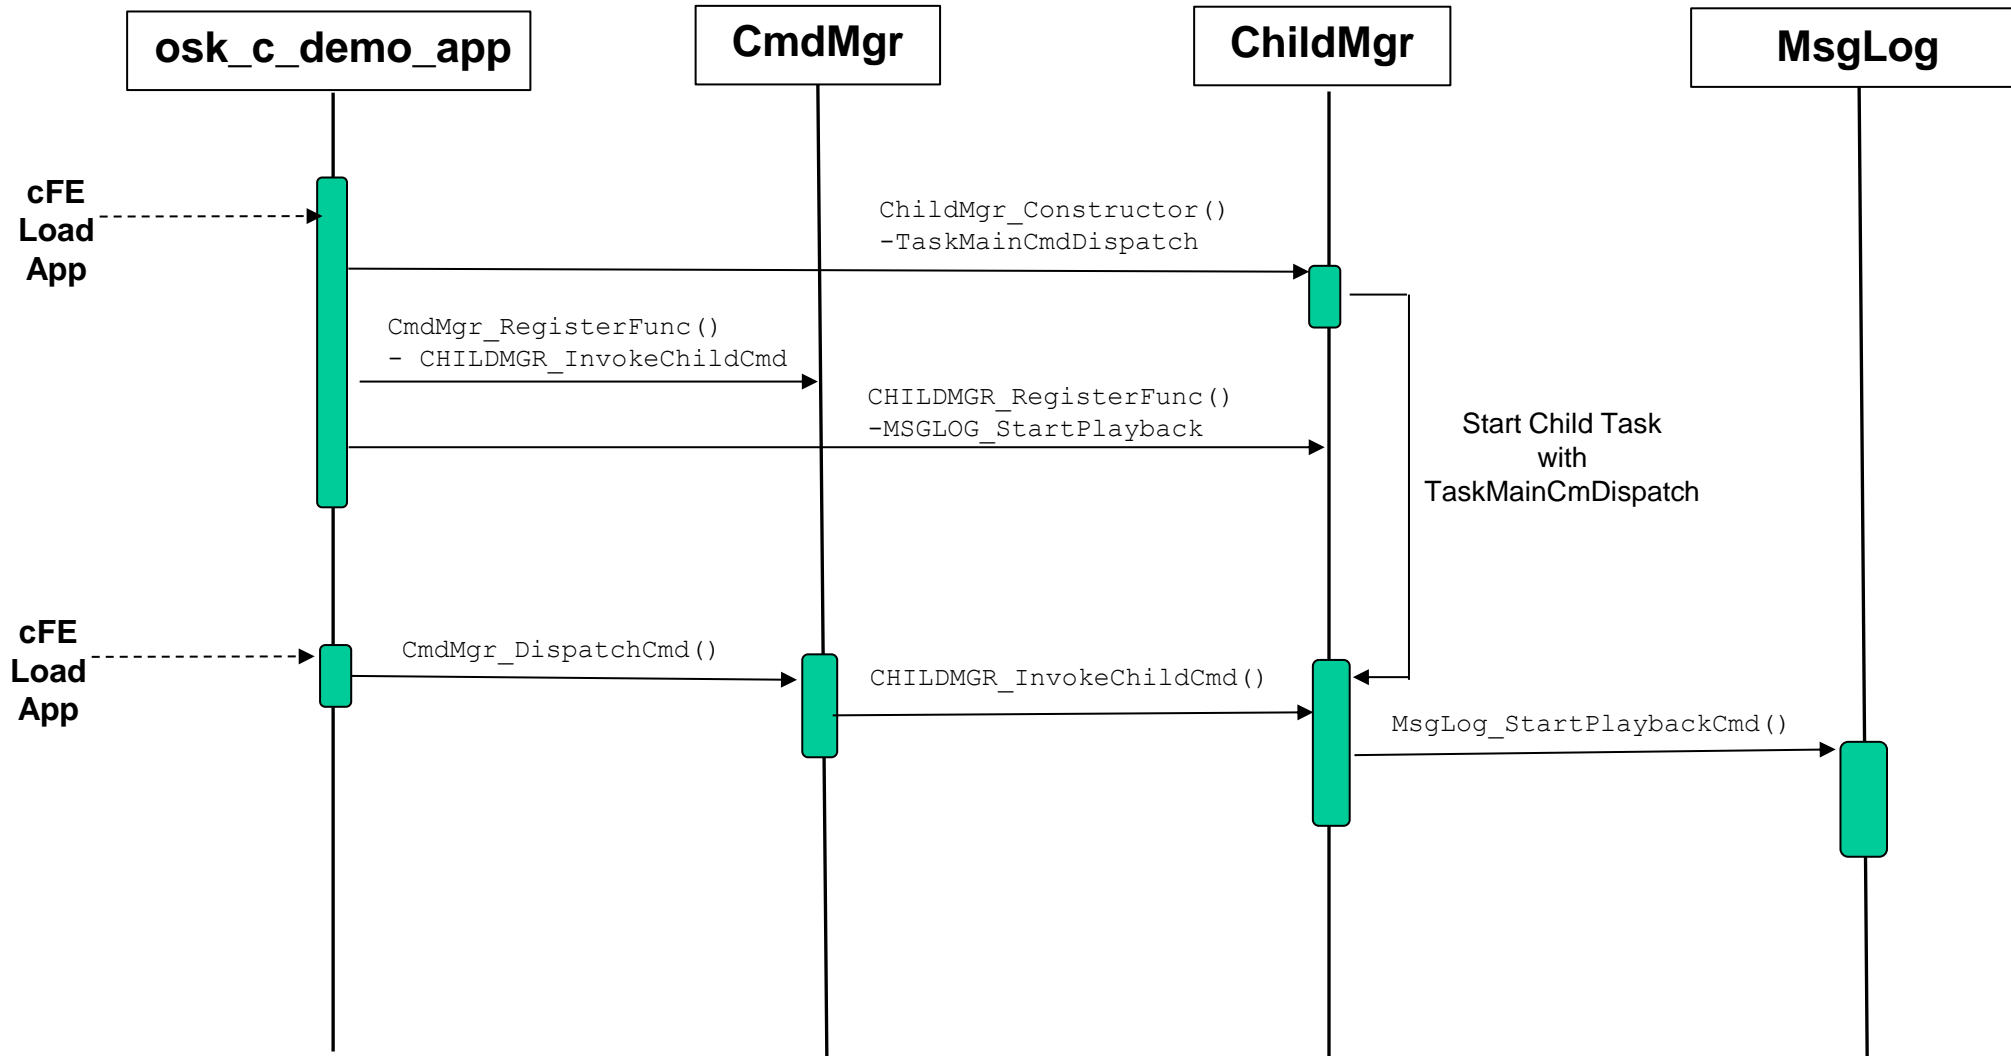 osk_c_demo_app
CmdMgr
ChildMgr
MsgLog
cFE
Load
App
ChildMgr_Constructor()
-TaskMainCmdDispatch
CmdMgr_RegisterFunc()
- CHILDMGR_InvokeChildCmd
CHILDMGR_RegisterFunc()
-MSGLOG_StartPlayback
Start Child Task
with
TaskMainCmDispatch
cFE
Load
App
CmdMgr_DispatchCmd()
CHILDMGR_InvokeChildCmd()
MsgLog_StartPlaybackCmd()